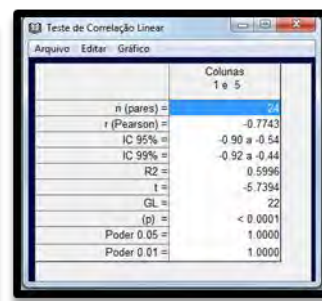 Teste de Correlação Linear
Arquivo Editar Gráfico
Colunas
1 e 5
n (pares) = 24
r (Pearson) = -0.7743
IC 95% = -0.90 a -0.54
IC 99% = -0.92 a -0.44
R2 = 0.5996
t = -5.7394
GL = 22
(p) = < 0.0001
Poder 0.05 = 1.0000
Poder 0.01 = 1.0000